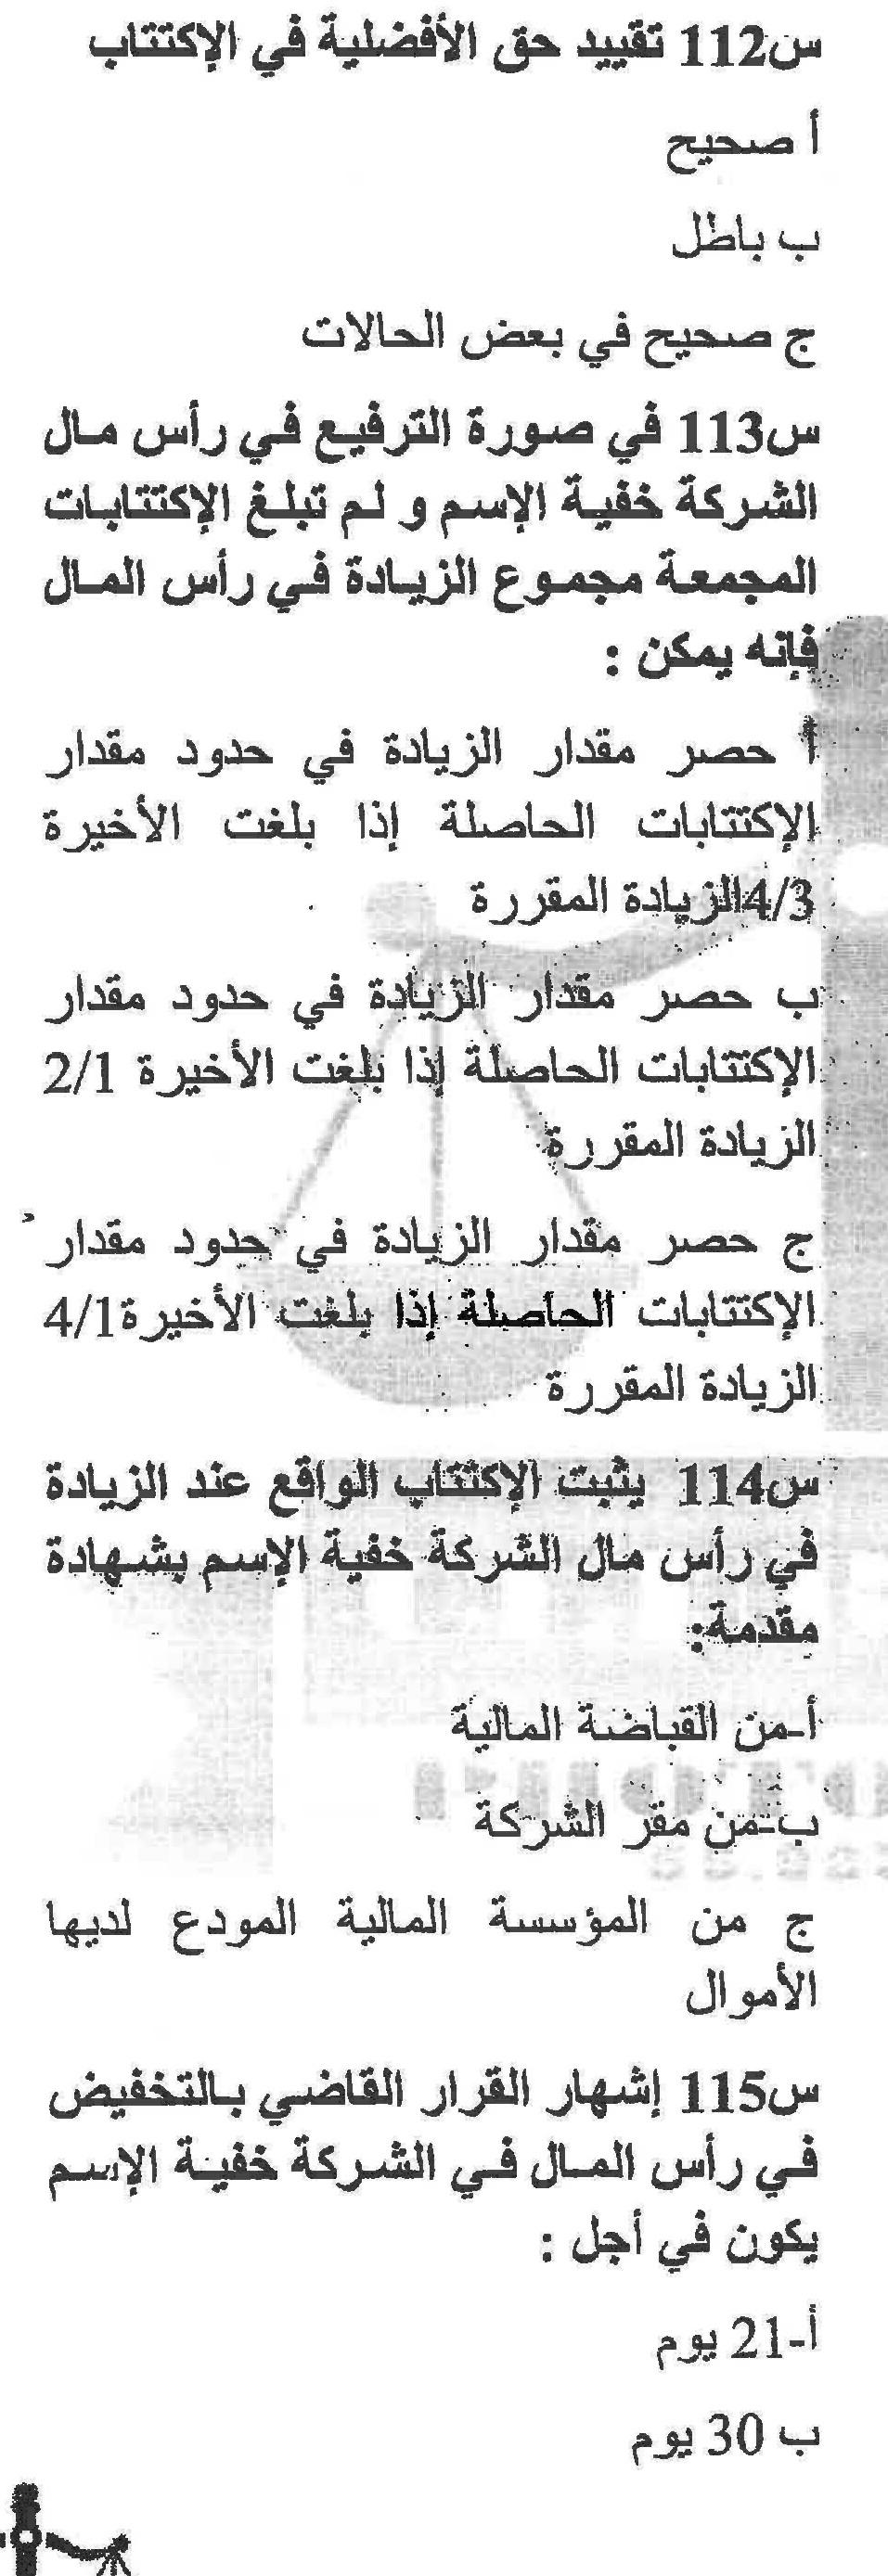 س112 تقييد حق الأفضلية في الإكتتاب
أ صحيح
ب باطل
ج صحيح في بعض الحالات
س113 في صورة الترفيع في رأس مال
الشركة خفية الإسم و لم تبلغ الإكتتابات
المجمعة مجموع الزيادة في رأس المال
فإنه يمكن :
أ حصر مقدار الزيادة في حدود مقدار
الإكتتابات الحاصلة إذا بلغت الأخيرة
4/3الزيادة المقررة
ب حصر مقدار الزيادة في حدود مقدار
الإكتتابات الحاصلة إذا بلغت الأخيرة 2/1
الزيادة المقررة
ج حصر مقدار الزيادة في حدود مقدار
الإكتتابات الحاصلة إذا بلغت الأخيرة4/1
الزيادة المقررة
س114 يثبت الإكتتاب الواقع عند الزيادة
في رأس مال الشركة خفية الإسم بشهادة
مقدمة:
أ-من القباضة المالية
ب-من مقر الشركة
ج من المؤسسة المالية المودع لديها
الأموال
س115 إشهار القرار القاضي بالتخفيض
في رأس المال في الشركة خفية الإسم
يكون في أجل :
أ-21 يوم
ب 30 يوم